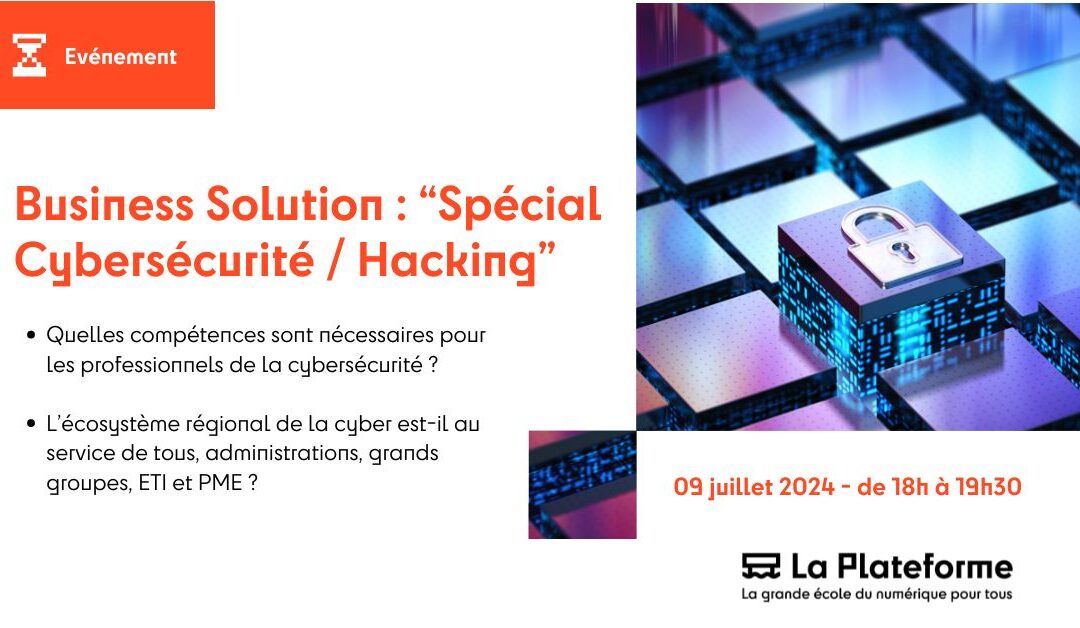 Evénement
Business Solution : “Spécial
Cybersécurité / Hacking”
• Quelles compétences sont nécessaires pour
les professionnels de la cybersécurité ?
• L’écosystème régional de la cyber est-il au
service de tous, administrations, grands
groupes, ETI et PME ?
09 juillet 2024 - de 18h à 19h30
La Plateforme
La grande école du numérique pour tous